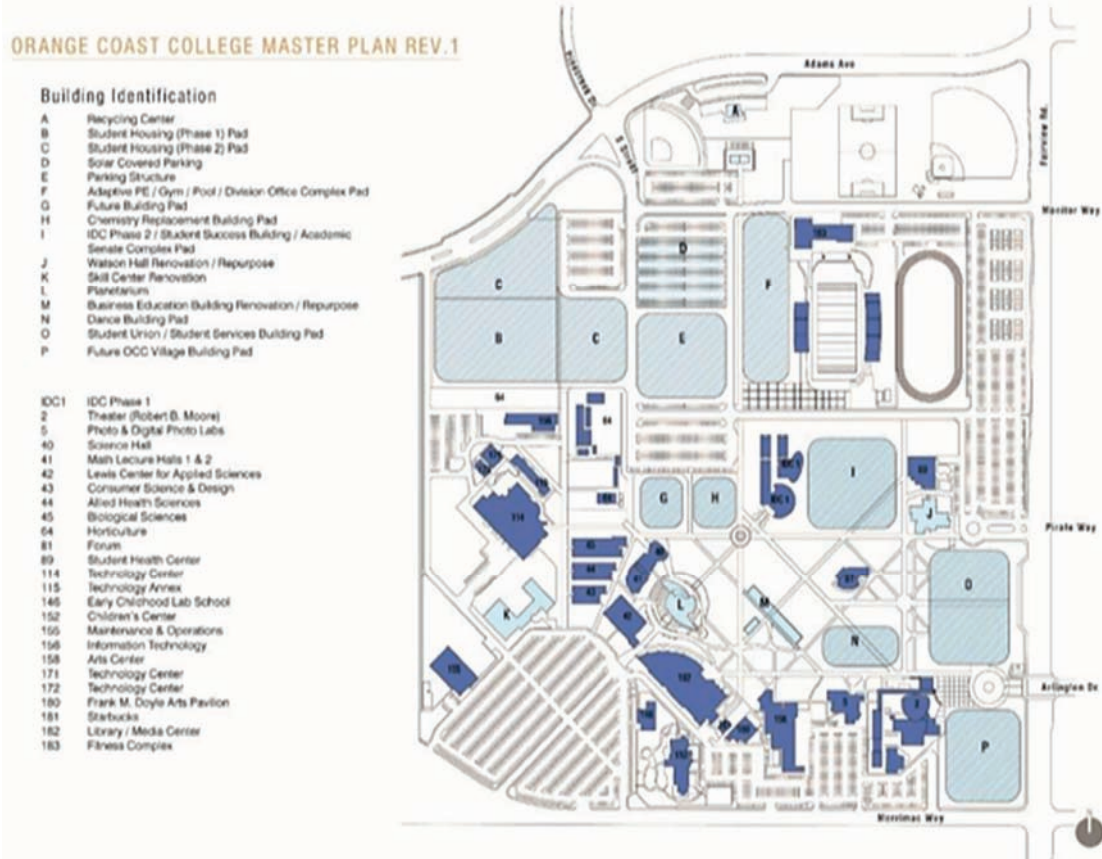 ORANGE COAST COLLEGE MASTER PLAN REV.1
Building Identification
A Recycling Center
B Student Housing (Phase 1) Pad
C Student Housing (Phase 2) Pad
D Solar Covered Parking
E Parking Structure
F Adaptive PE / Gym / Pool / Division Office Complex Pad
G Future Building Pad
H Chemistry Replacement Building Pad
I IDC Phase 2 / Student Success Building / Academic
Senate Complex Pad
J Watson Hall Renovation / Repurpose
K Skill Center Renovation
L Planetarium
M Business Education Building Renovation / Repurpose
N Dance Building Pad
O Student Union / Student Services Building Pad
P Future OCC Village Building Pad
IDC1 IDC Phase 1
2 Theater (Robert B. Moore)
5 Photo & Digital Photo Labs
40 Science Hall
41 Math Lecture Halls 1 & 2
42 Lewis Center for Applied Sciences
43 Consumer Science & Design
44 Allied Health Sciences
45 Biological Sciences
64 Horticulture
81 Forum
89 Student Health Center
114 Technology Center
115 Technology Annex
146 Early Childhood Lab School
152 Children's Center
155 Maintenance & Operations
156 Information Technology
158 Arts Center
171 Technology Center
172 Technology Center
180 Frank M. Doyle Arts Pavilion
181 Starbucks
182 Library / Media Center
183 Fitness Complex
Adams Ave
Fairview Rd.
Monitor Way
A
183
D
F
C
B
C
E
64
64
I
G
H
J
Pirate Way
114
45
44
43
41
42
L
K
M
N
O
Arlington Dr.
P
Merrimac Way